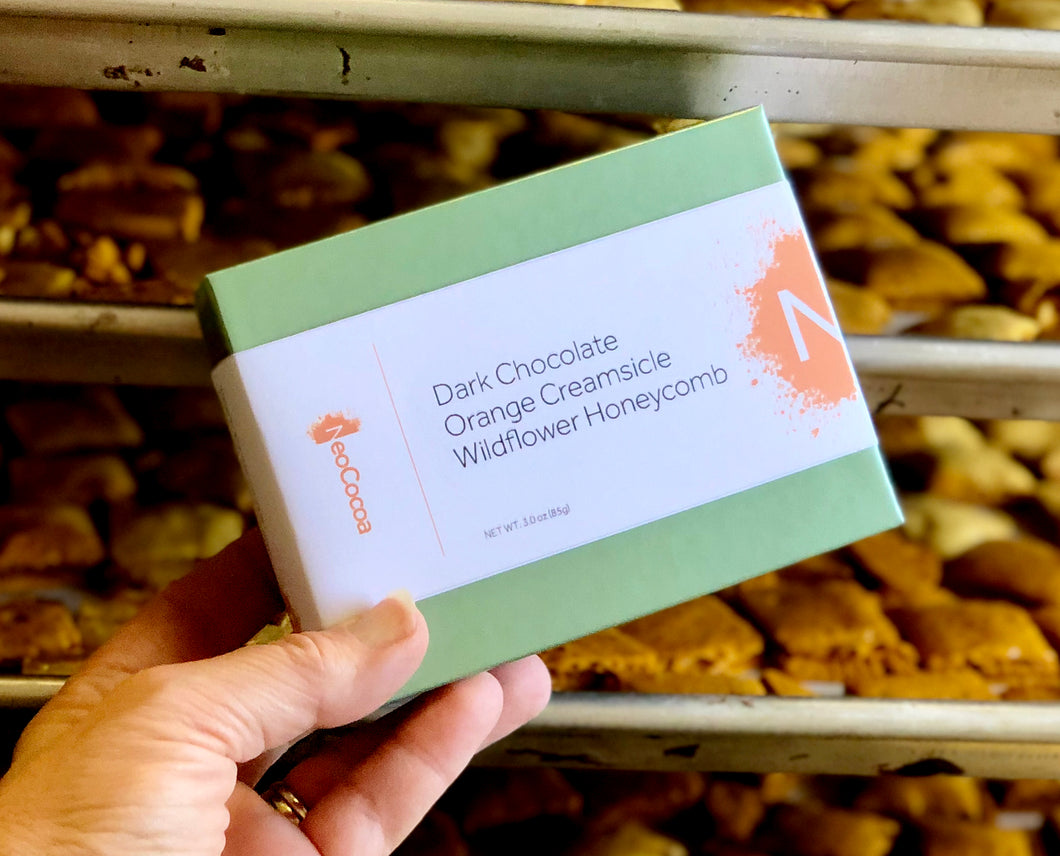 NeoCocoa
Dark Chocolate
Orange Creamsicle
Wildflower Honeycomb
NET WT. 3.0 oz (85g)
N